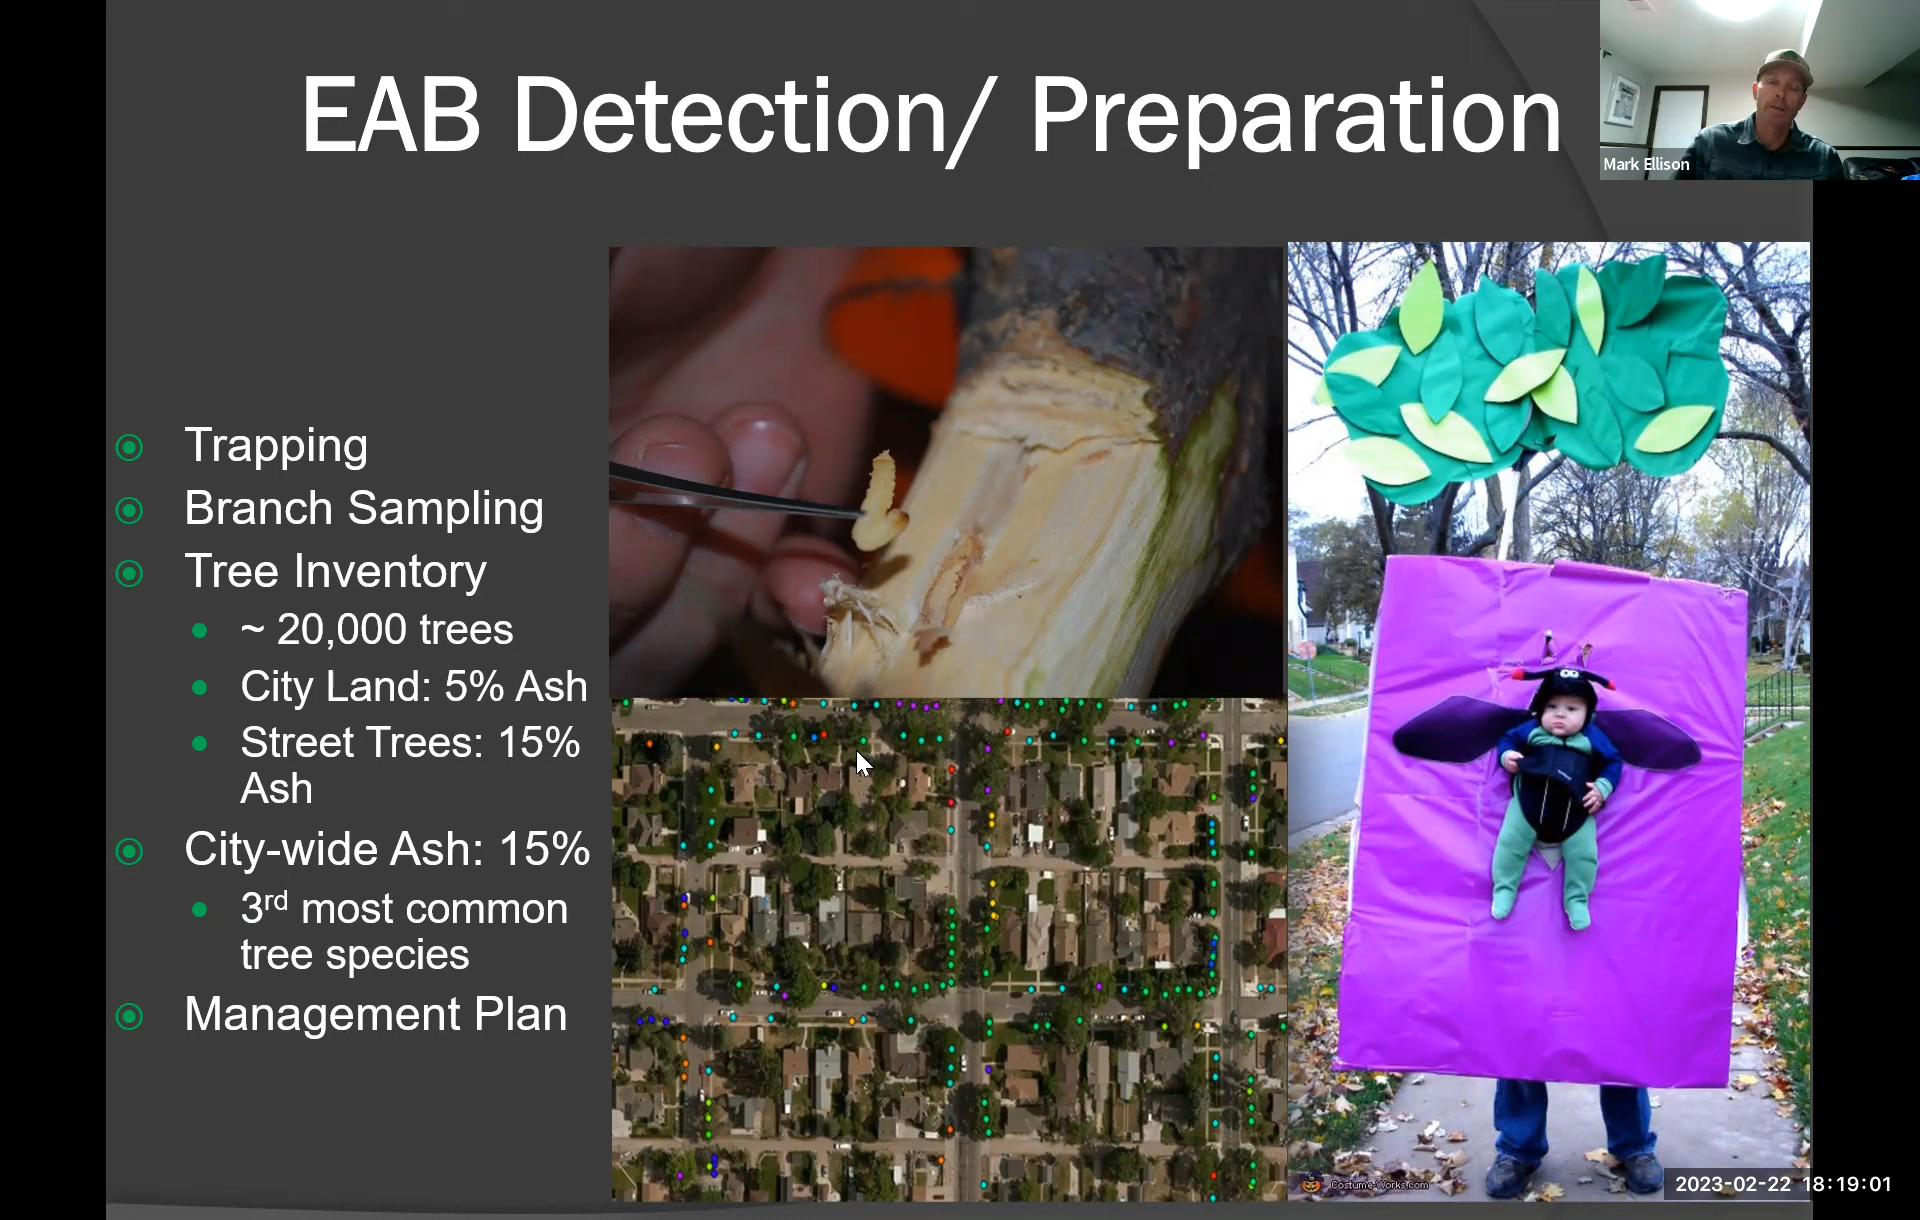 EAB Detection/ Preparation
Mark Ellison
Trapping
Branch Sampling
Tree Inventory
~ 20,000 trees
City Land: 5% Ash
Street Trees: 15%
Ash
City-wide Ash: 15%
3rd most common
tree species
Management Plan
Costume-Works.com
2023-02-22 18:19:01